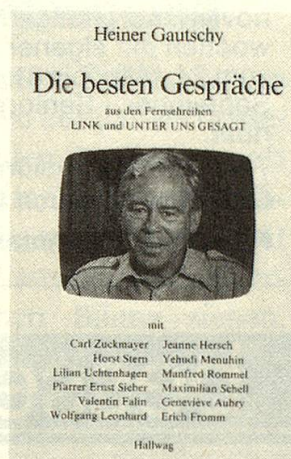 Heiner Gautschy
Die besten Gespräche
aus den Fernsehreihen
LINK und UNTER UNS GESAGT
mit
Carl Zuckmayer Jeanne Hersch
Horst Stern Yehudi Menuhin
Lilian Uchtenhagen Manfred Rommel
Pfarrer Ernst Sieber Maximilian Schell
Valentin Falin Geneviève Aubry
Wolfgang Leonhard Erich Fromm
Hallwag